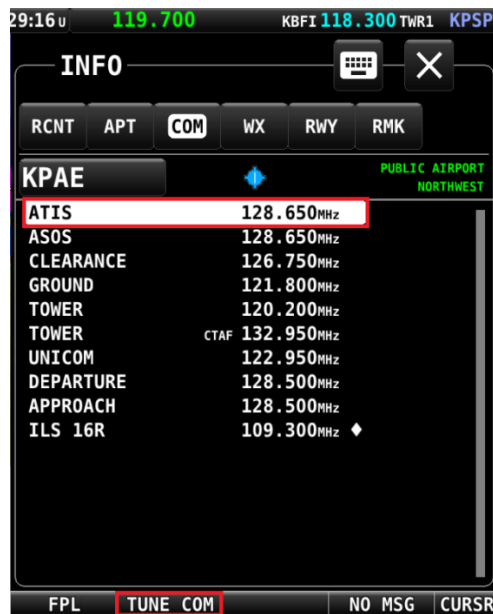 29:16U 119.700 KBFI 118.300 TWR1 KPSP
INFO
RCNT APT COM WX RWY RMK
KPAE PUBLIC AIRPORT
NORTHWEST
ATIS 128.650MHz
ASOS 128.650MHz
CLEARANCE 126.750MHz
GROUND 121.800MHz
TOWER 120.200MHz
TOWER CTAF 132.950MHz
UNICOM 122.950MHz
DEPARTURE 128.500MHz
APPROACH 128.500MHz
ILS 16R 109.300MHz
FPL TUNE COM NO MSG CURSR